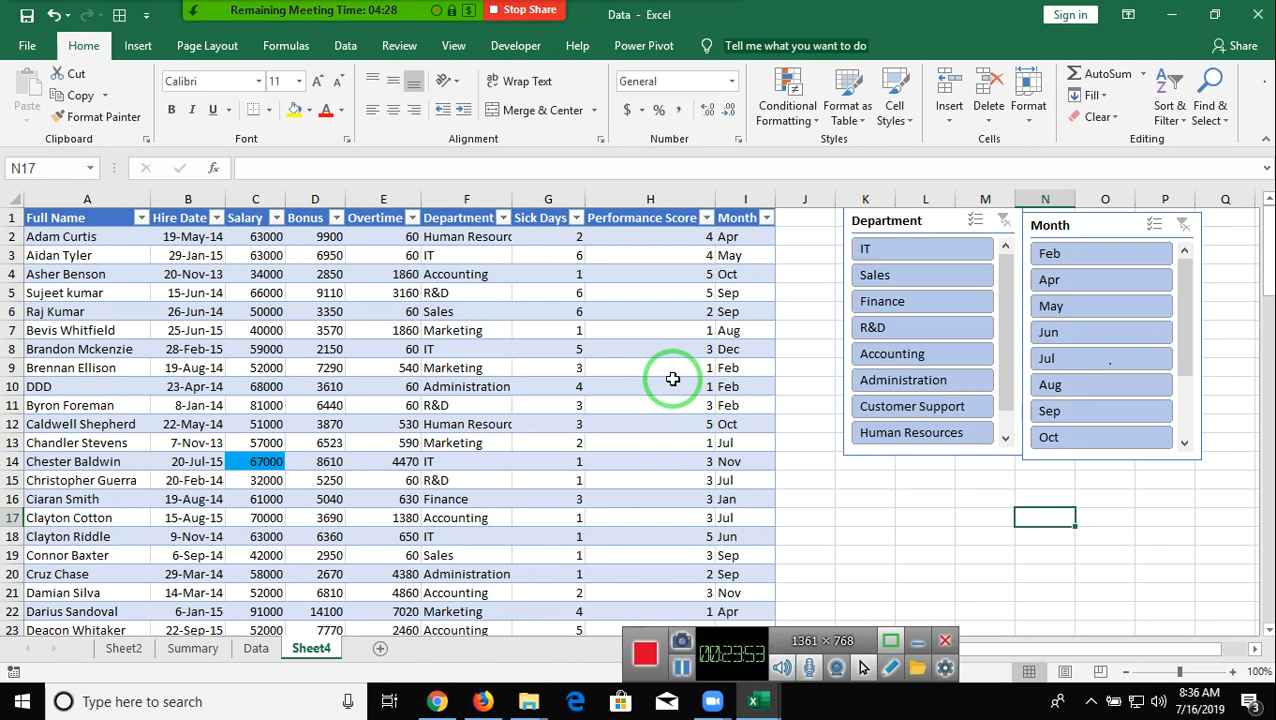 Remaining Meeting Time: 04:28 Stop Share Data - Excel Sign in
File Home Insert Page Layout Formulas Data Review View Developer Help Power Pivot Tell me what you want to do Share
Paste Cut Copy Format Painter Clipboard
Calibri 11 B I U A A A Font
ab Wrap Text Merge & Center Alignment
General $ % , Number
Conditional Formatting Format as Table Cell Styles Styles
Insert Delete Format Cells
AutoSum Fill Clear Sort & Filter Find & Select Editing
N17 fx
A B C D E F G H I J K L M N O P Q
1 Full Name Hire Date Salary Bonus Overtime Department Sick Days Performance Score Month
2 Adam Curtis 19-May-14 63000 9900 60 Human Resourc 2 4 Apr
3 Aidan Tyler 29-Jan-15 63000 6950 60 IT 6 4 May
4 Asher Benson 20-Nov-13 34000 2850 1860 Accounting 1 5 Oct
5 Sujeet kumar 15-Jun-14 66000 9110 3160 R&D 6 5 Sep
6 Raj Kumar 26-Jun-14 50000 3350 60 Sales 6 2 Sep
7 Bevis Whitfield 25-Jun-15 40000 3570 1860 Marketing 1 1 Aug
8 Brandon Mckenzie 28-Feb-15 59000 2150 60 IT 5 3 Dec
9 Brennan Ellison 19-Aug-14 52000 7290 540 Marketing 3 1 Feb
10 DDD 23-Apr-14 68000 3610 60 Administration 4 1 Feb
11 Byron Foreman 8-Jan-14 81000 6440 60 R&D 3 3 Feb
12 Caldwell Shepherd 22-May-14 51000 3870 530 Human Resourc 3 5 Oct
13 Chandler Stevens 7-Nov-13 57000 6523 590 Marketing 2 1 Jul
14 Chester Baldwin 20-Jul-15 67000 8610 4470 IT 1 3 Nov
15 Christopher Guerra 20-Feb-14 32000 5250 60 R&D 1 3 Jul
16 Ciaran Smith 19-Aug-14 61000 5040 630 Finance 3 3 Jan
17 Clayton Cotton 15-Aug-15 70000 3690 1380 Accounting 1 3 Jul
18 Clayton Riddle 9-Nov-14 63000 6360 650 IT 1 5 Jun
19 Connor Baxter 6-Sep-14 42000 2950 60 Sales 1 3 Sep
20 Cruz Chase 29-Mar-14 58000 2670 4380 Administration 2 2 Sep
21 Damian Silva 14-Mar-14 52000 6810 4860 Accounting 2 3 Nov
22 Darius Sandoval 6-Jan-15 91000 14100 7020 Marketing 4 1 Apr
23 Deacon Whitaker 22-Sep-15 52000 7770 2460 Accounting 5
Department
IT
Sales
Finance
R&D
Accounting
Administration
Customer Support
Human Resources
Month
Feb
Apr
May
Jun
Jul
Aug
Sep
Oct
Sheet2 Summary Data Sheet4
00:23:53 1361 × 768
100%
Type here to search
8:36 AM
7/16/2019
3